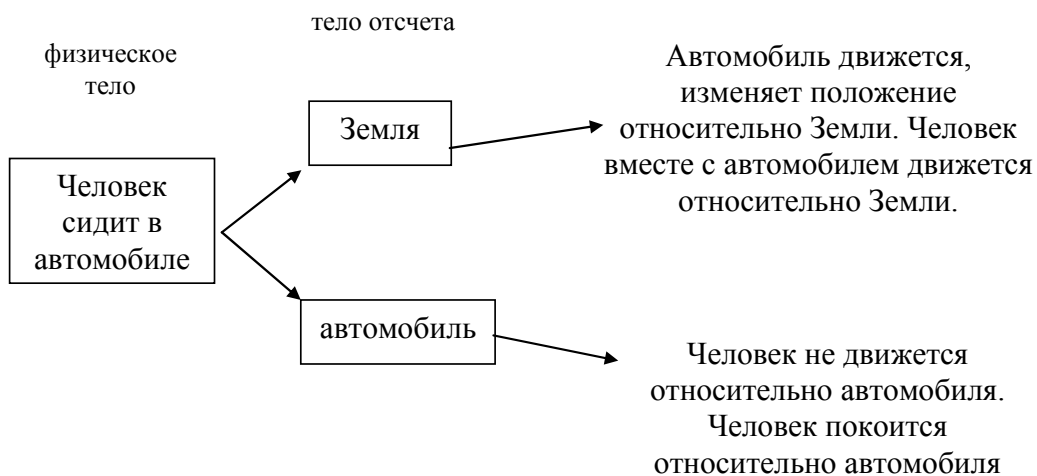 тело отсчета
физическое
тело
Земля
Автомобиль движется,
изменяет положение
относительно Земли. Человек
вместе с автомобилем движется
относительно Земли.
Человек
сидит в
автомобиле
автомобиль
Человек не движется
относительно автомобиля.
Человек покоится
относительно автомобиля